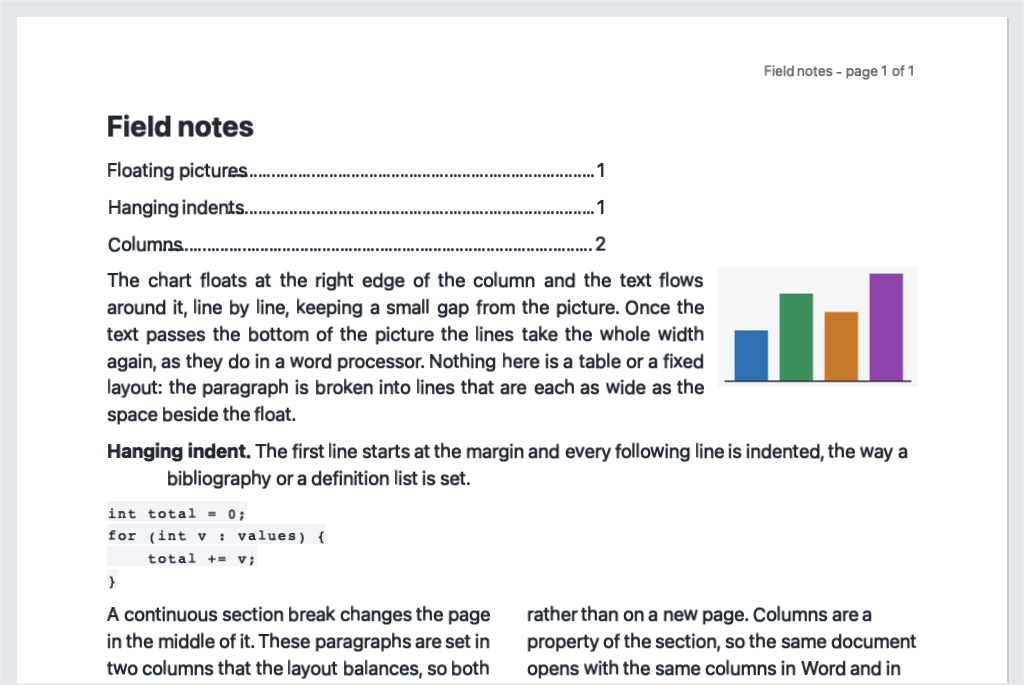 Field notes – page 1 of 1
Field notes
Floating pictures........................................................................1
Hanging indents........................................................................1
Columns........................................................................2
The chart floats at the right edge of the column and the text flows
around it, line by line, keeping a small gap from the picture. Once the
text passes the bottom of the picture the lines take the whole width
again, as they do in a word processor. Nothing here is a table or a fixed
layout: the paragraph is broken into lines that are each as wide as the
space beside the float.
Hanging indent. The first line starts at the margin and every following line is indented, the way a
bibliography or a definition list is set.
int total = 0;
for (int v : values) {
    total += v;
}
A continuous section break changes the page
in the middle of it. These paragraphs are set in
two columns that the layout balances, so both
rather than on a new page. Columns are a
property of the section, so the same document
opens with the same columns in Word and in